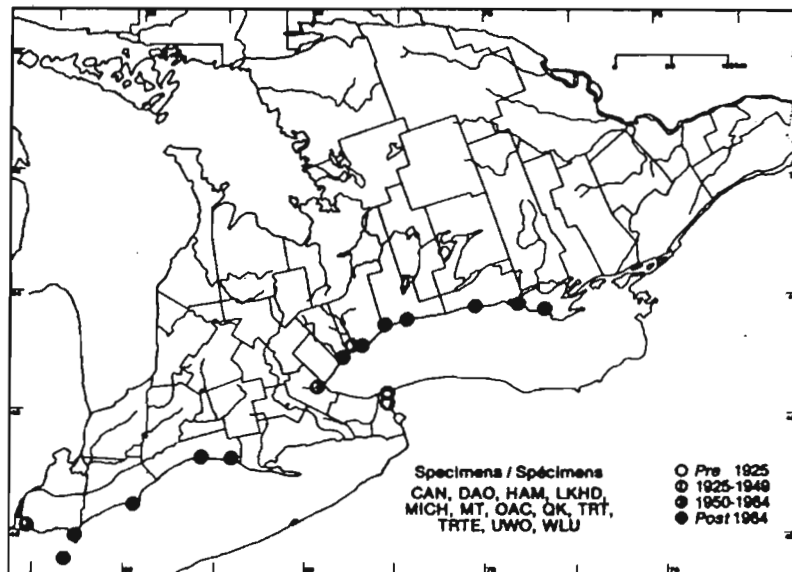 Specimens / Spécimens
CAN, DAO, HAM, LKHD,
MICH, MT, OAC, QK, TRT,
TRTE, UWO, WLU
Pre 1925
1925-1949
1950-1964
Post 1964